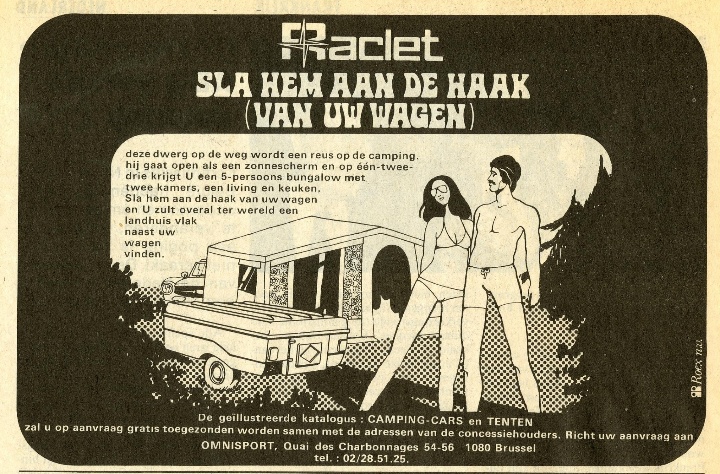 Raclet
SLA HEM AAN DE HAAK
(VAN UW WAGEN)
deze dwerg op de weg wordt een reus op de camping.
hij gaat open als een zonnescherm en op één-twee-
drie krijgt U een 5-persoons bungalow met
twee kamers, een living en keuken.
Sla hem aan de haak van uw wagen
en U zult overal ter wereld een
landhuis vlak
naast uw
wagen
vinden.
De geïllustreerde katalogus : CAMPING-CARS en TENTEN
zal u op aanvraag gratis toegezonden worden samen met de adressen van de concessiehouders. Richt uw aanvraag aan
OMNISPORT, Quai des Charbonnages 54-56 1080 Brussel
tel. : 02/28.51.25.